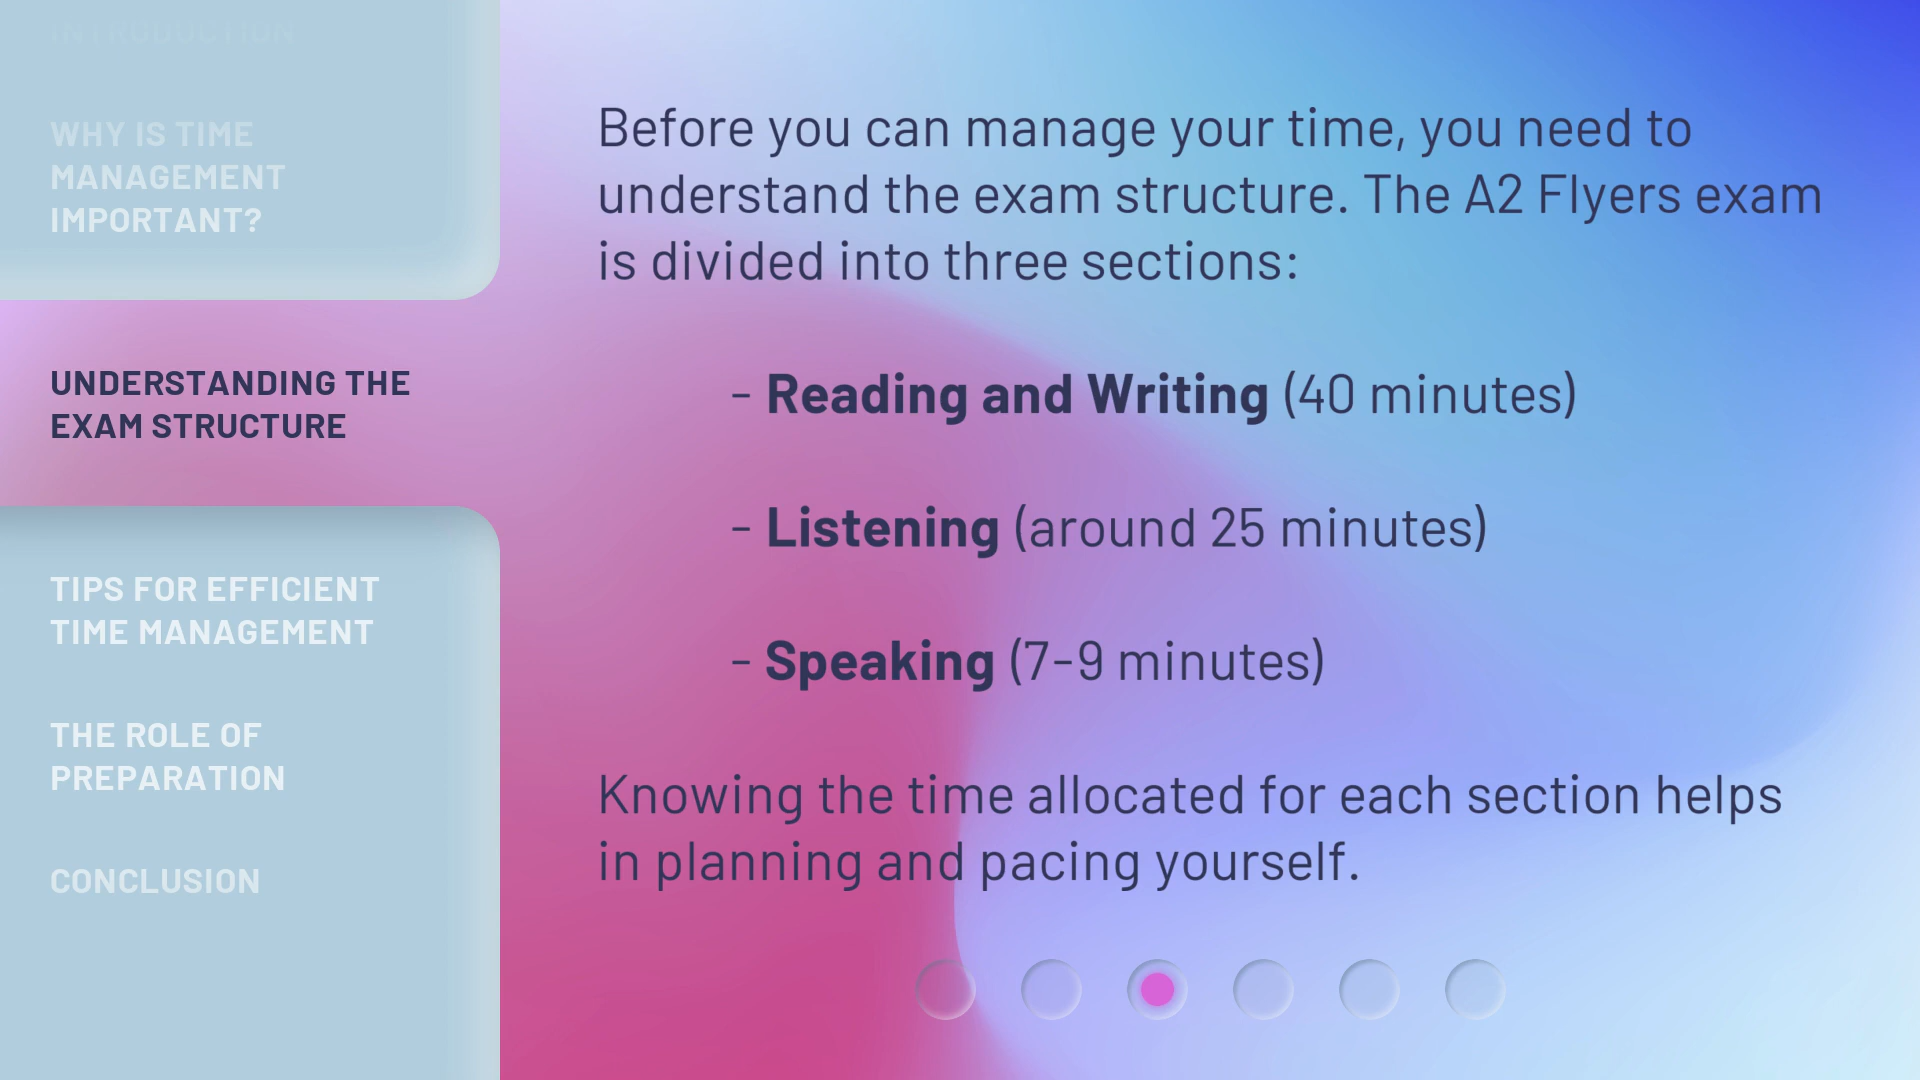 INTRODUCTION
WHY IS TIME
MANAGEMENT
IMPORTANT?
UNDERSTANDING THE
EXAM STRUCTURE
TIPS FOR EFFICIENT
TIME MANAGEMENT
THE ROLE OF
PREPARATION
CONCLUSION
Before you can manage your time, you need to
understand the exam structure. The A2 Flyers exam
is divided into three sections:
- Reading and Writing (40 minutes)
- Listening (around 25 minutes)
- Speaking (7-9 minutes)
Knowing the time allocated for each section helps
in planning and pacing yourself.